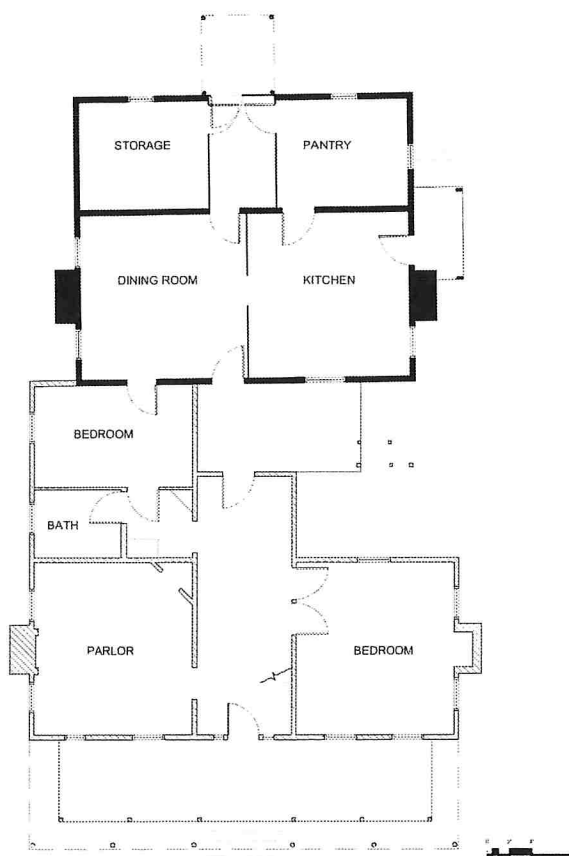 STORAGE
PANTRY
DINING ROOM
KITCHEN
BEDROOM
BATH
PARLOR
BEDROOM